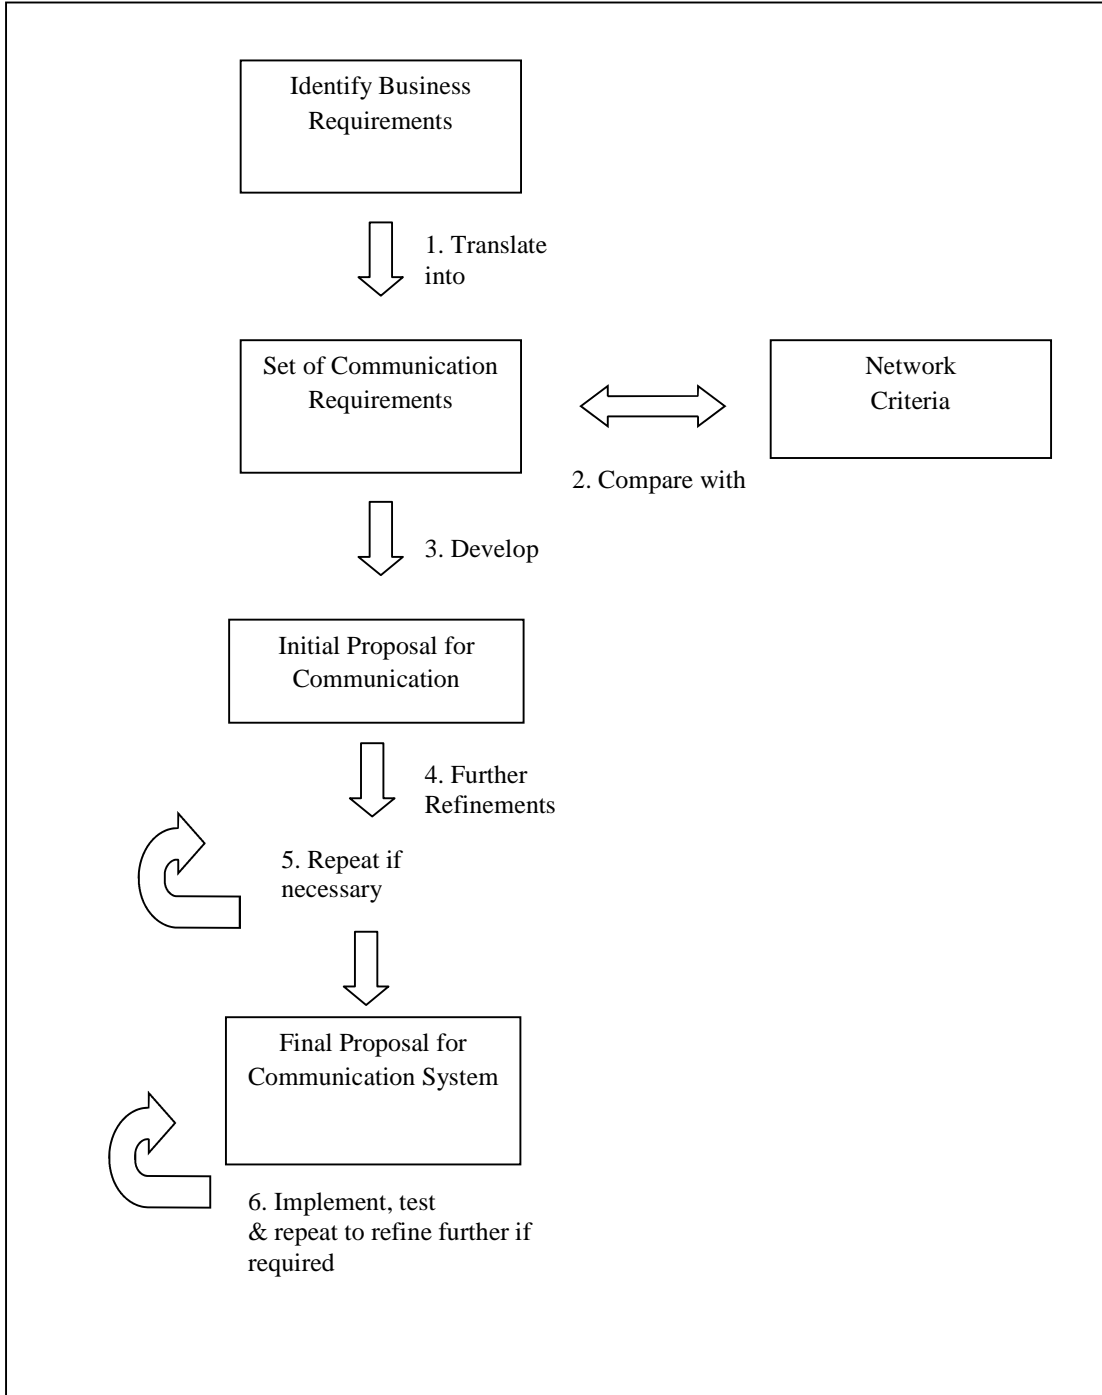 Identify Business
Requirements
1. Translate
into
Set of Communication
Requirements
Network
Criteria
2. Compare with
3. Develop
Initial Proposal for
Communication
4. Further
Refinements
5. Repeat if
necessary
Final Proposal for
Communication System
6. Implement, test
& repeat to refine further if
required